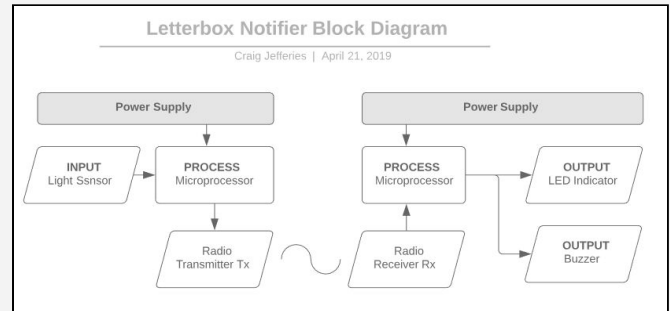 Letterbox Notifier Block Diagram
Craig Jefferies | April 21, 2019
Power Supply
Power Supply
INPUT
Light Ssnsor
PROCESS
Microprocessor
PROCESS
Microprocessor
OUTPUT
LED Indicator
Radio
Transmitter Tx
Radio
Receiver Rx
OUTPUT
Buzzer